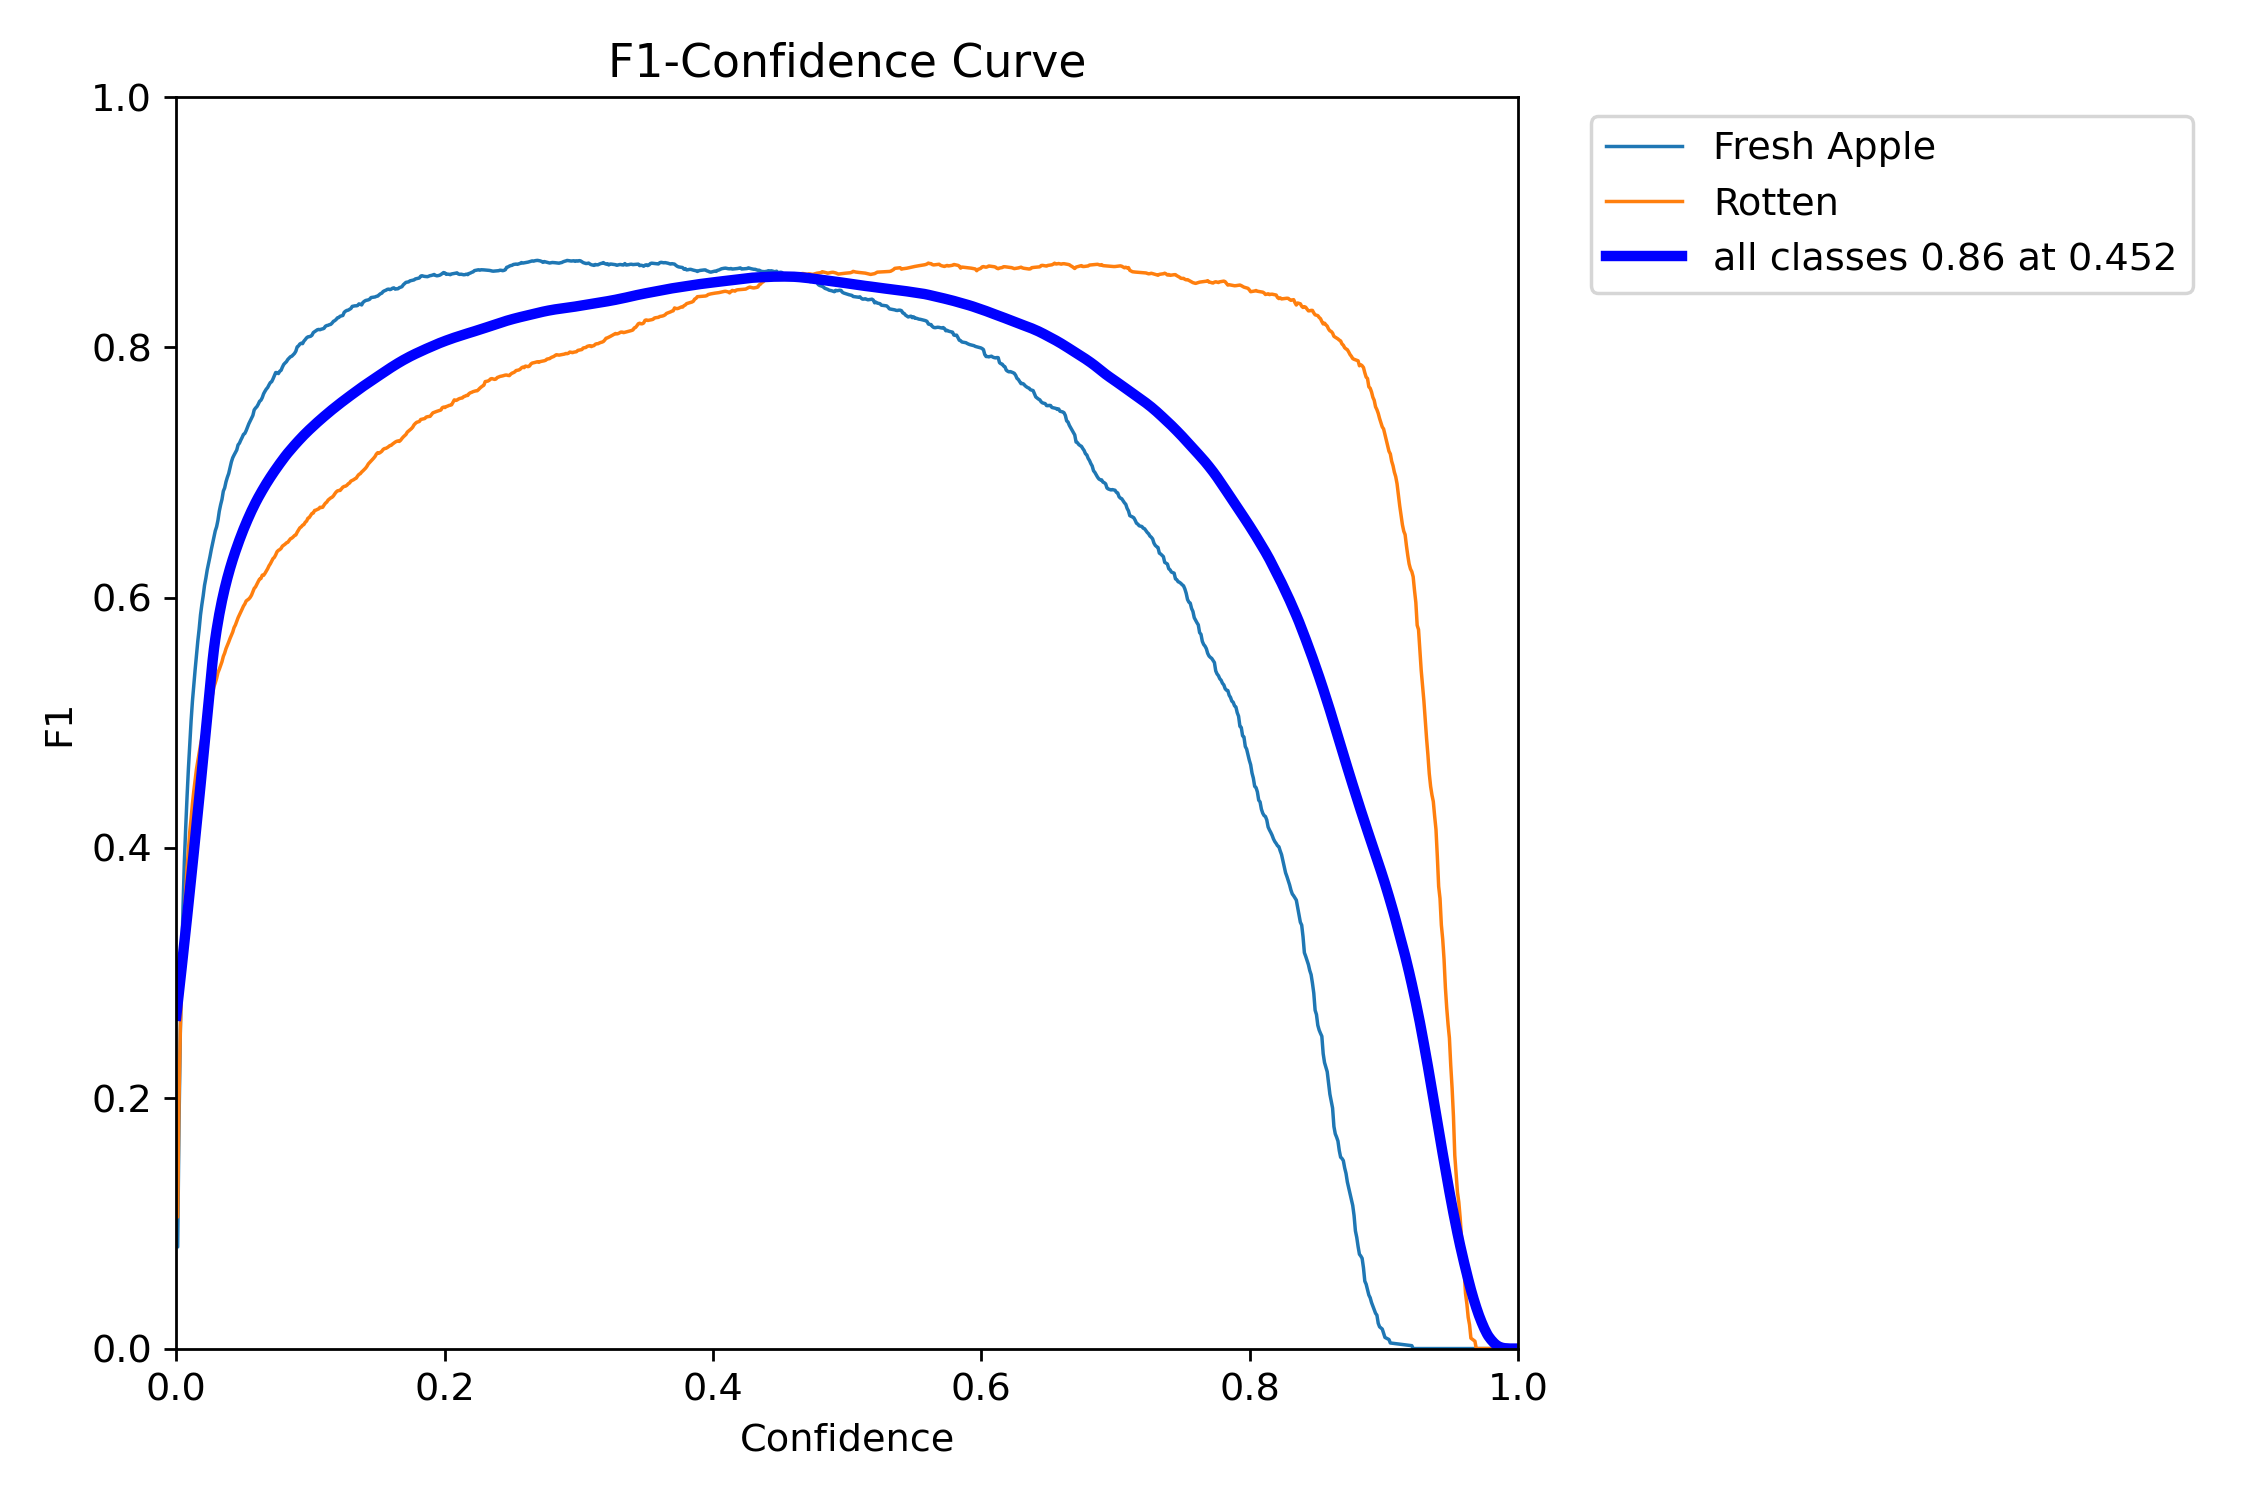 F1-Confidence Curve
1.0
0.8
0.6
0.4
0.2
0.0
F1
0.0 0.2 0.4 0.6 0.8 1.0
Confidence
Fresh Apple
Rotten
all classes 0.86 at 0.452